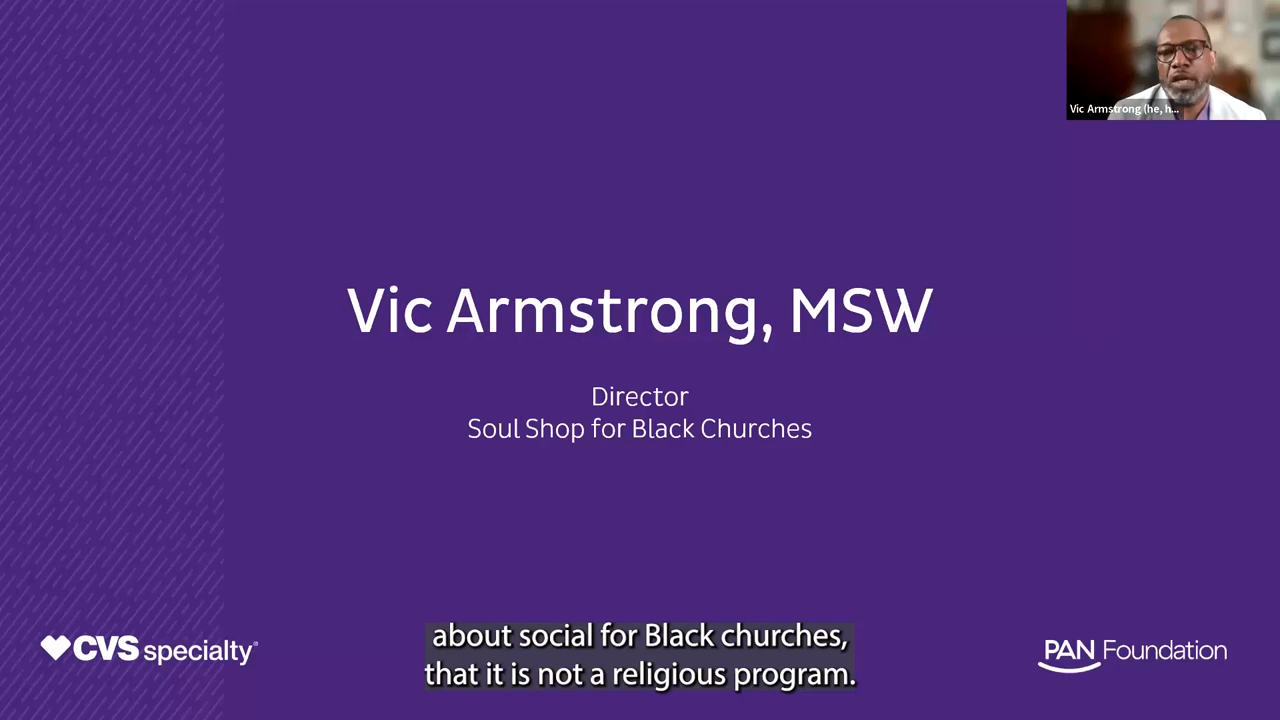 Vic Armstrong (he, h...
Vic Armstrong, MSW
Director
Soul Shop for Black Churches
about social for Black churches,
that it is not a religious program.
CVS specialty®
PAN Foundation